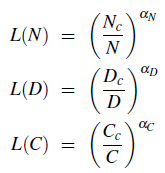 L(N) = (N_c / N)^{α_N}
L(D) = (D_c / D)^{α_D}
L(C) = (C_c / C)^{α_C}